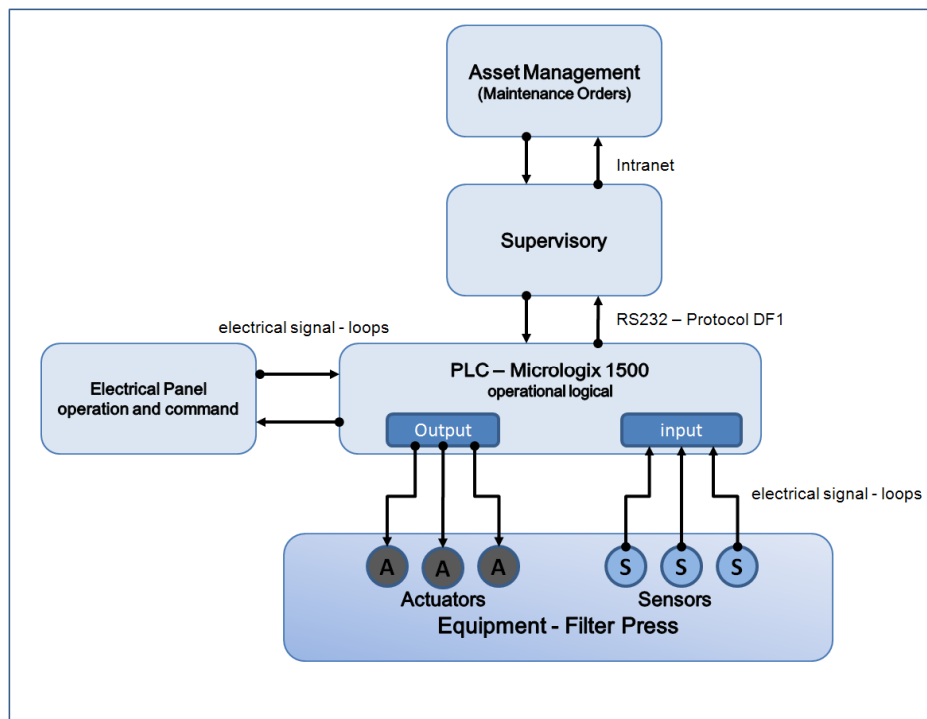 Asset Management
(Maintenance Orders)
Intranet
Supervisory
RS232 – Protocol DF1
electrical signal - loops
PLC – Micrologix 1500
operational logical
Electrical Panel
operation and command
Output
input
electrical signal - loops
A
A
A
S
S
S
Actuators
Sensors
Equipment - Filter Press